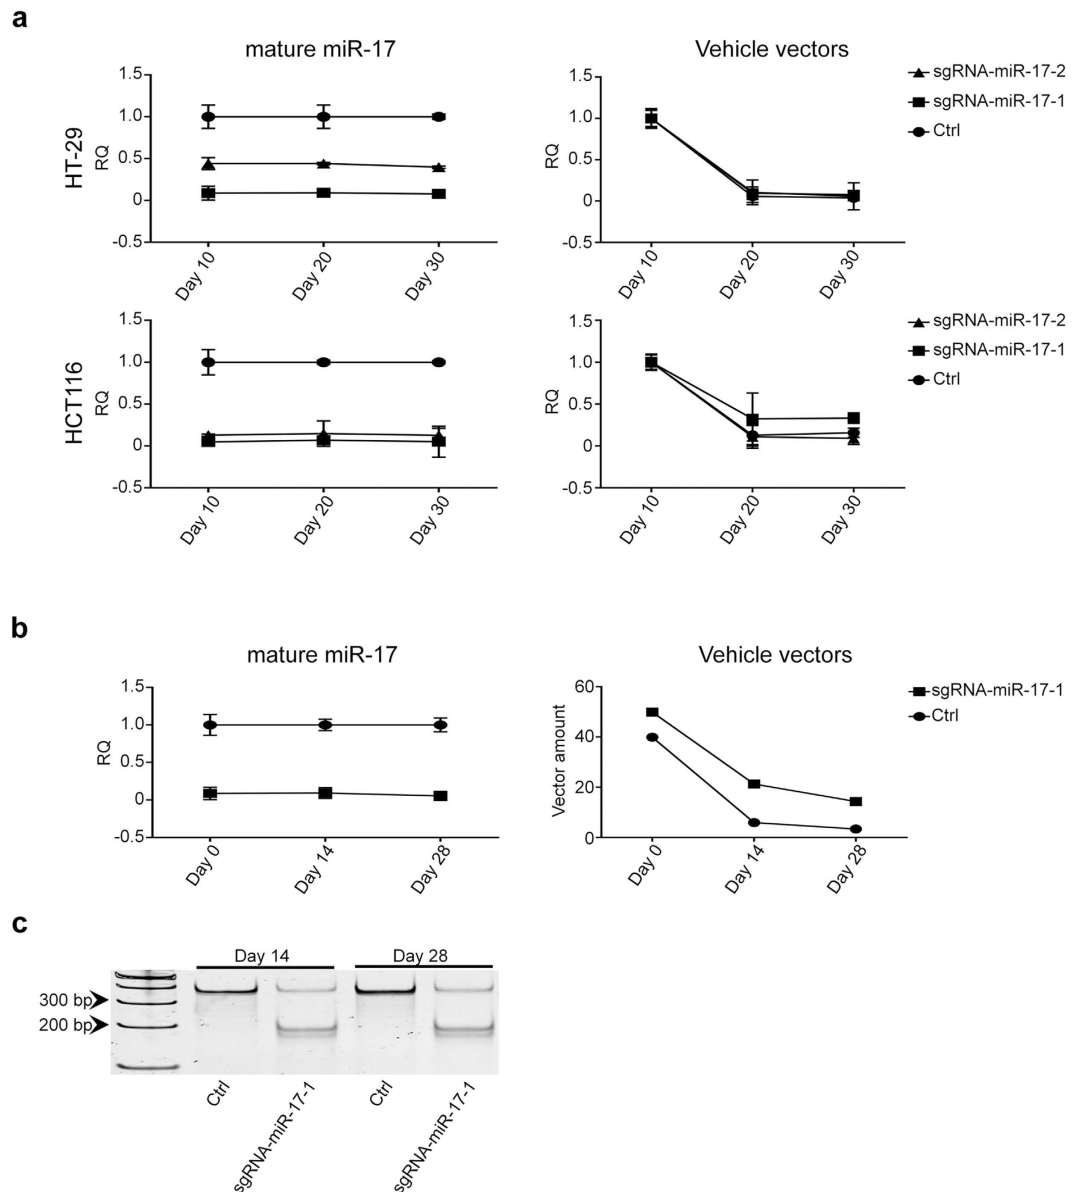 a
mature miR-17
Vehicle vectors
HT-29
RQ
1.5
1.0
0.5
0
-0.5
Day 10
Day 20
Day 30
RQ
1.5
1.0
0.5
0
-0.5
Day 10
Day 20
Day 30
sgRNA-miR-17-2
sgRNA-miR-17-1
Ctrl
HCT116
RQ
1.5
1.0
0.5
0
-0.5
Day 10
Day 20
Day 30
RQ
1.5
1.0
0.5
0
-0.5
Day 10
Day 20
Day 30
sgRNA-miR-17-2
sgRNA-miR-17-1
Ctrl
b
mature miR-17
Vehicle vectors
RQ
1.5
1.0
0.5
0
-0.5
Day 0
Day 14
Day 28
Vector amount
60
40
20
0
Day 0
Day 14
Day 28
sgRNA-miR-17-1
Ctrl
c
Day 14
Day 28
300 bp
200 bp
Ctrl
sgRNA-miR-17-1
Ctrl
sgRNA-miR-17-1